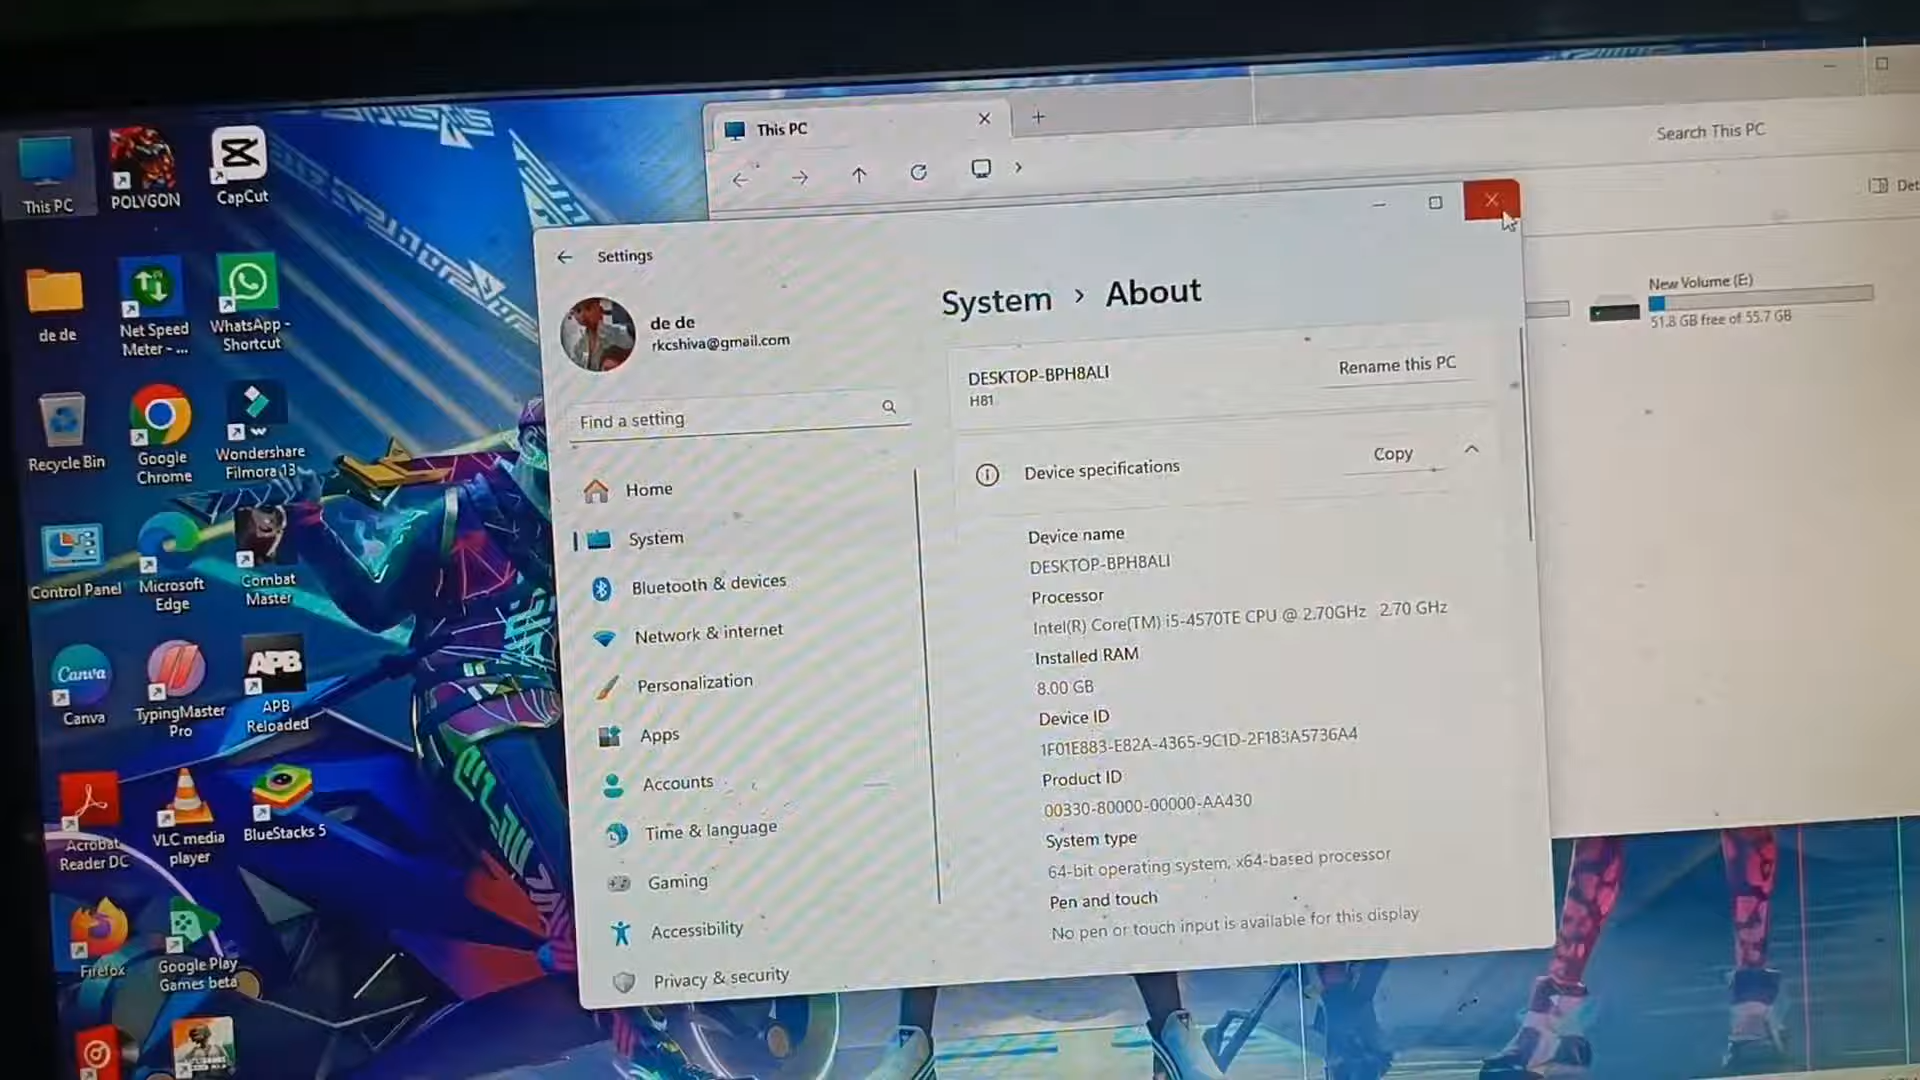 This PC
POLYGON
CapCut
de de
Net Speed
Meter - ...
WhatsApp -
Shortcut
Recycle Bin
Google
Chrome
Wondershare
Filmora 13
Control Panel
Microsoft
Edge
Combat
Master
Canva
Canva
TypingMaster
Pro
APB
APB
Reloaded
Acrobat
Reader DC
VLC media
player
BlueStacks 5
Firefox
Google Play
Games beta
This PC
Search This PC
Det
New Volume (E:)
51.8 GB free of 55.7 GB
Settings
de de
rkcshiva@gmail.com
Find a setting
Home
System
Bluetooth & devices
Network & internet
Personalization
Apps
Accounts
Time & language
Gaming
Accessibility
Privacy & security
System › About
DESKTOP-BPH8ALI
H81
Rename this PC
Device specifications
Copy
Device name
DESKTOP-BPH8ALI
Processor
Intel(R) Core(TM) i5-4570TE CPU @ 2.70GHz 2.70 GHz
Installed RAM
8.00 GB
Device ID
1F01E883-E82A-4365-9C1D-2F183A5736A4
Product ID
00330-80000-00000-AA430
System type
64-bit operating system, x64-based processor
Pen and touch
No pen or touch input is available for this display